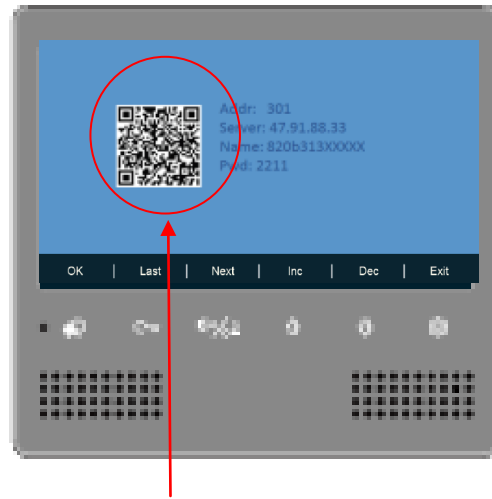 Addr: 301
Server: 47.91.88.33
Name: 820b313XXXXX
Pwd: 2211
OK | Last | Next | Inc | Dec | Exit